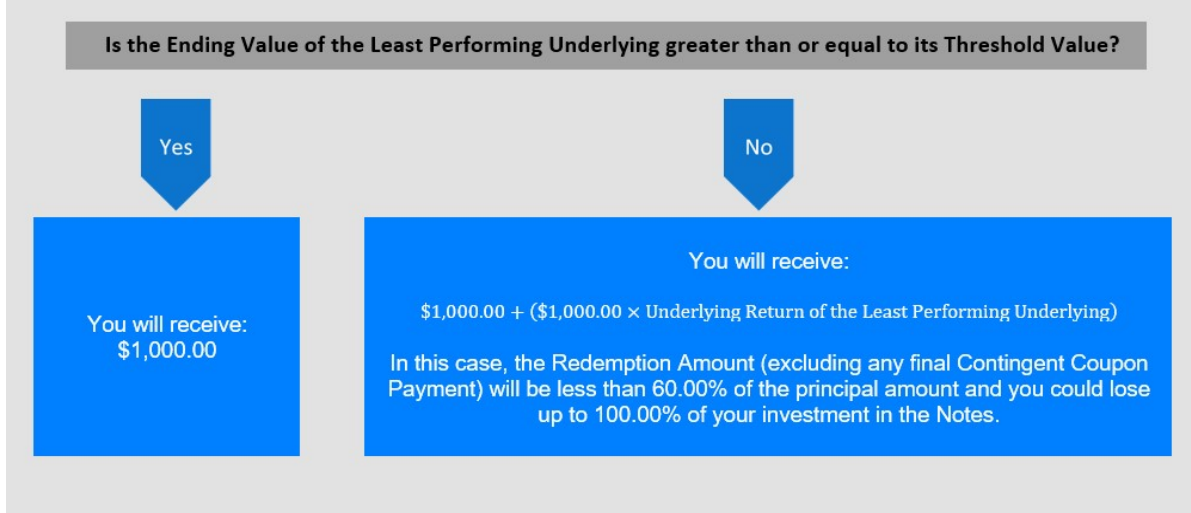 Is the Ending Value of the Least Performing Underlying greater than or equal to its Threshold Value?
Yes
No
You will receive:
$1,000.00
You will receive:
$1,000.00 + ($1,000.00 × Underlying Return of the Least Performing Underlying)
In this case, the Redemption Amount (excluding any final Contingent Coupon
Payment) will be less than 60.00% of the principal amount and you could lose
up to 100.00% of your investment in the Notes.